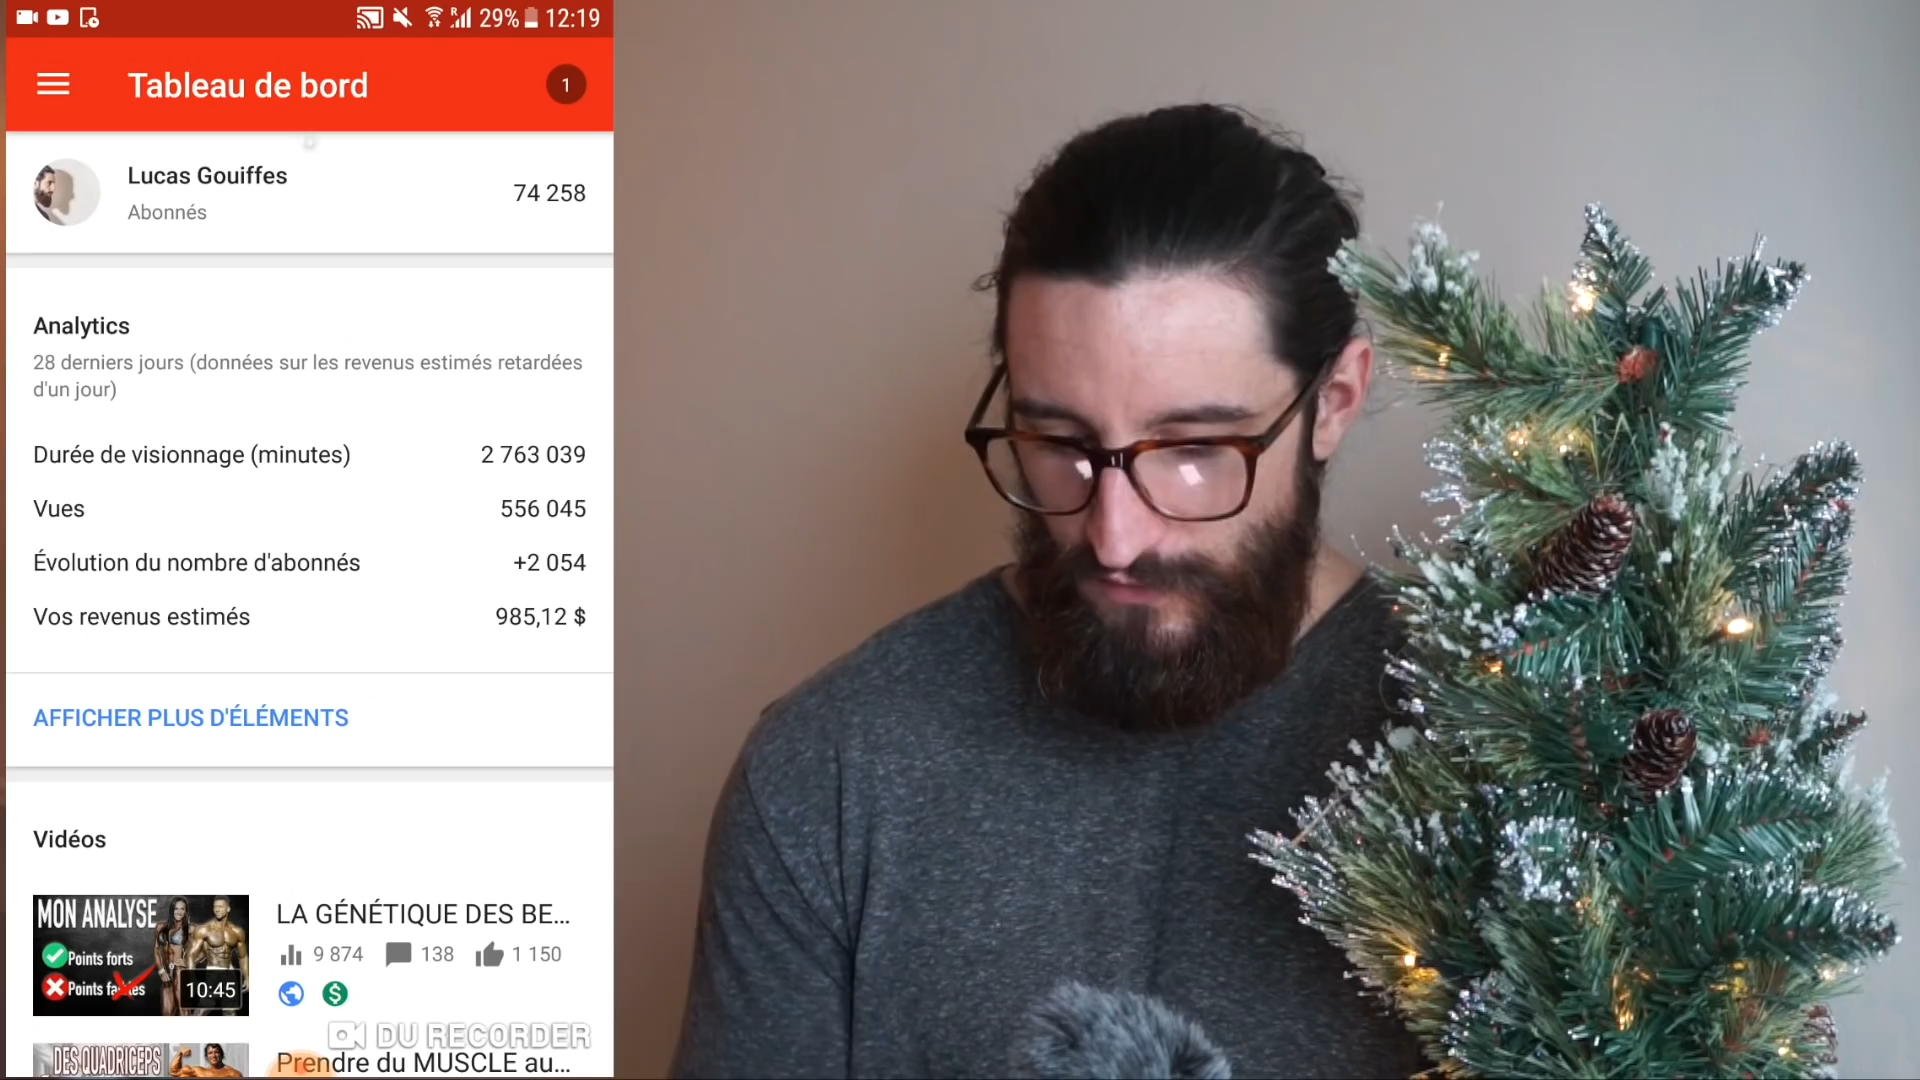 29% 12:19
Tableau de bord
1
Lucas Gouiffes
Abonnés
74 258
Analytics
28 derniers jours (données sur les revenus estimés retardées
d'un jour)
Durée de visionnage (minutes) 2 763 039
Vues 556 045
Évolution du nombre d'abonnés +2 054
Vos revenus estimés 985,12 $
AFFICHER PLUS D'ÉLÉMENTS
Vidéos
MON ANALYSE
Points forts
Points faibles
10:45
LA GÉNÉTIQUE DES BE...
9 874 138 1 150
DU RECORDER
DES QUADRICEPS
Prendre du MUSCLE au...